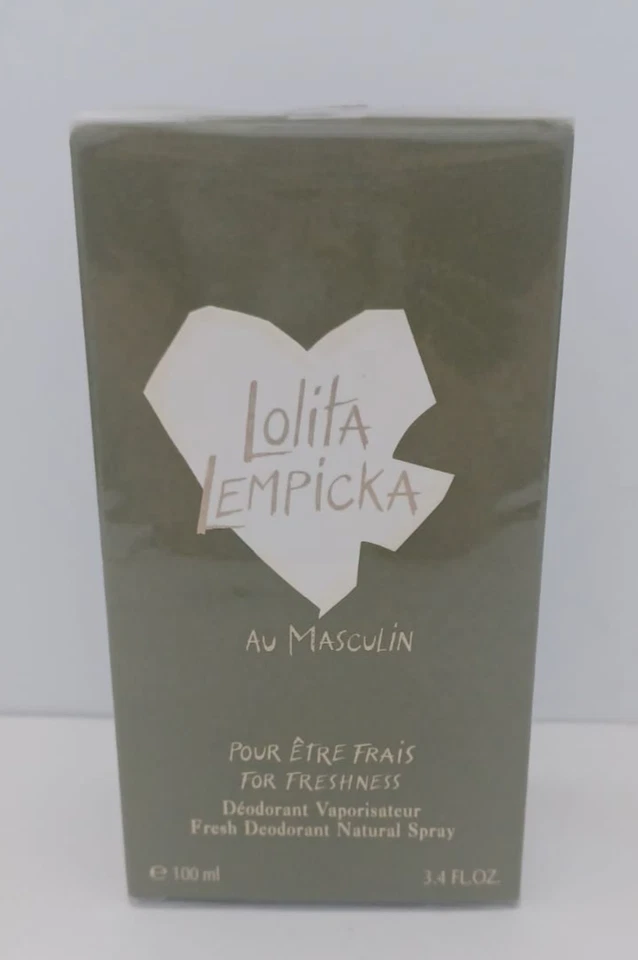 LolitA
LEMPiCKA
AU MASCULiN
POUR ÊTRE FRAiS
FOR FRESHNESS
Déodorant Vaporisateur
Fresh Deodorant Natural Spray
℮ 100 ml
3.4 FL.OZ.